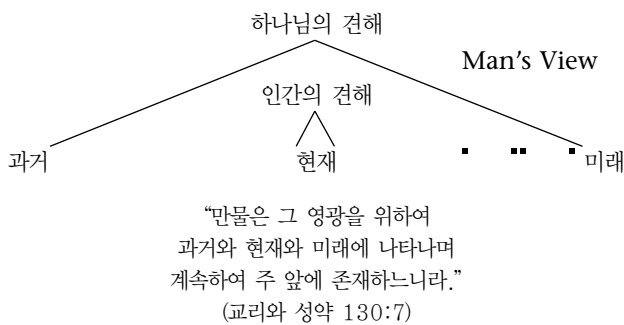 하나님의 견해
Man's View
인간의 견해
과거 현재 미래
“만물은 그 영광을 위하여
과거와 현재와 미래에 나타나며
계속하여 주 앞에 존재하느니라.”
(교리와 성약 130:7)